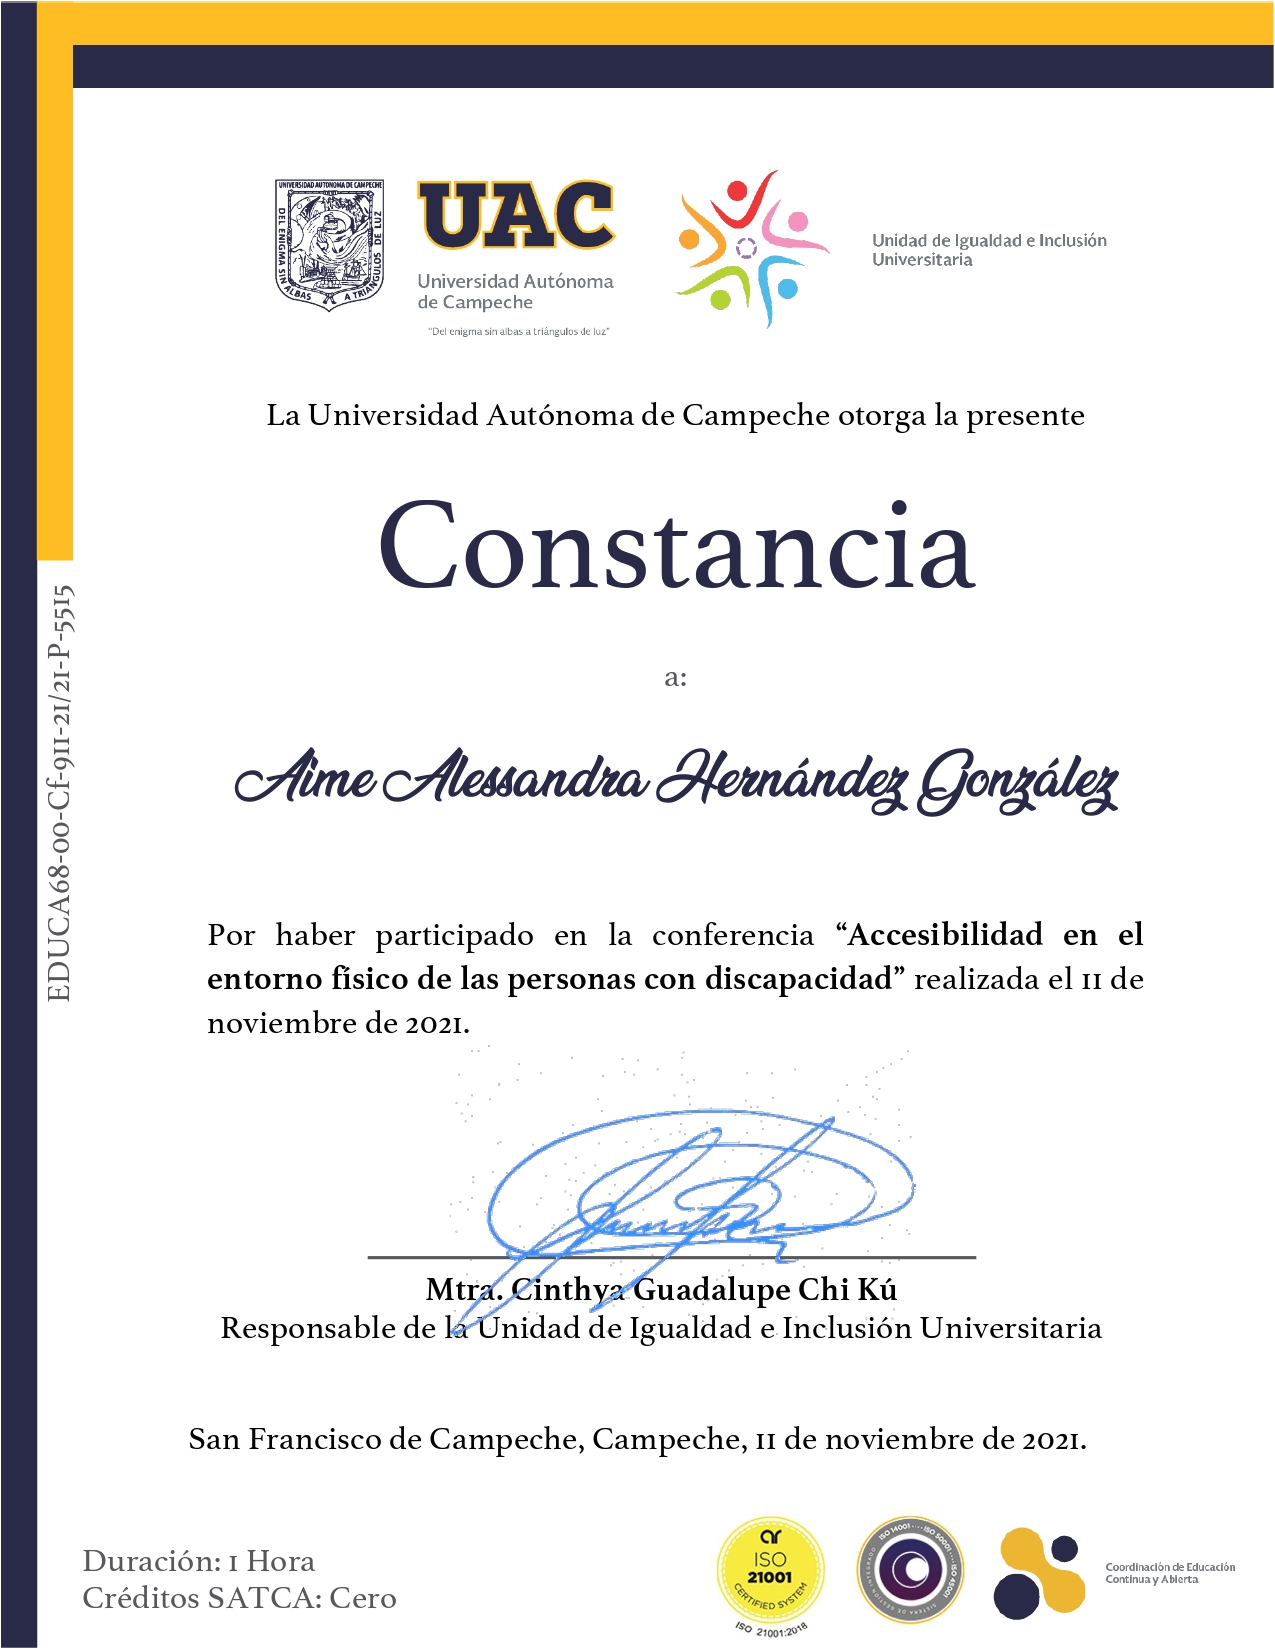 UNIVERSIDAD AUTONOMA DE CAMPECHE
DEL ENIGMA SIN ALBAS A TRIANGULOS DE LUZ
UAC
Universidad Autónoma
de Campeche
"Del enigma sin albas a triángulos de luz"
Unidad de Igualdad e Inclusión
Universitaria
La Universidad Autónoma de Campeche otorga la presente
Constancia
a:
Aime Alessandra Hernández González
EDUCA68-00-Cf-911-21/21-P-5515
Por haber participado en la conferencia “Accesibilidad en el
entorno físico de las personas con discapacidad” realizada el 11 de
noviembre de 2021.
Mtra. Cinthya Guadalupe Chi Kú
Responsable de la Unidad de Igualdad e Inclusión Universitaria
San Francisco de Campeche, Campeche, 11 de noviembre de 2021.
Duración: 1 Hora
Créditos SATCA: Cero
ISO
21001
CERTIFIED SYSTEM
ISO 21001:2018
ISO 14001 ···· ISO 50001 ···· ISO 45001
SISTEMA DE GESTIÓN INTEGRADO
Coordinación de Educación
Continua y Abierta